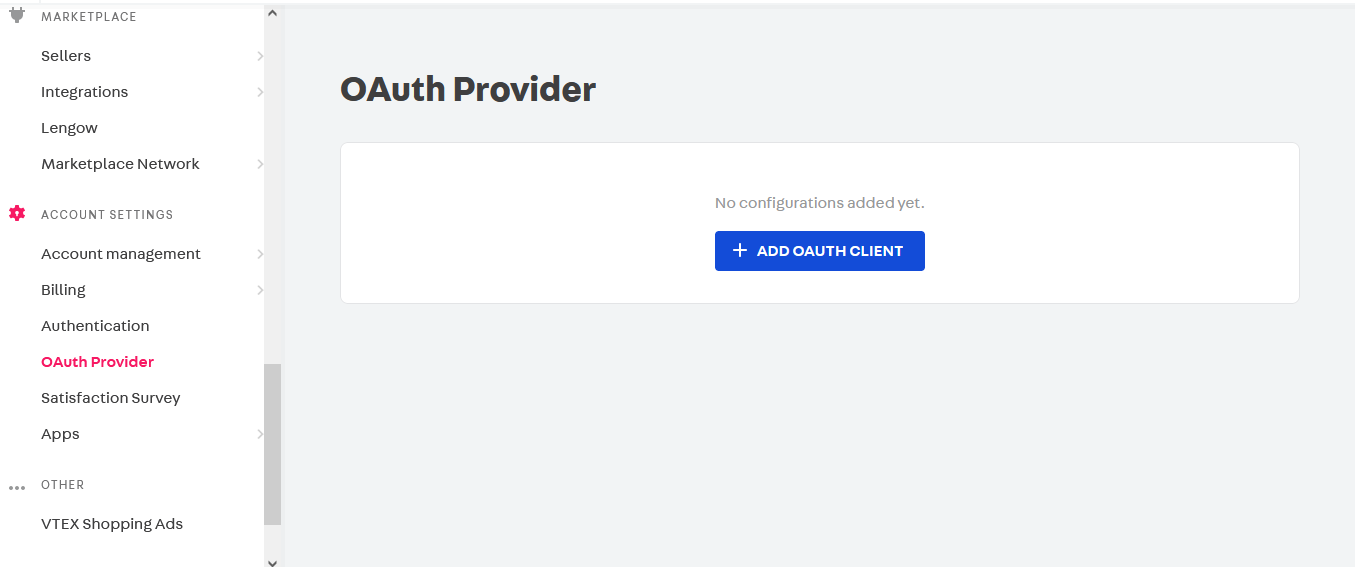 MARKETPLACE
Sellers
Integrations
Lengow
Marketplace Network
ACCOUNT SETTINGS
Account management
Billing
Authentication
OAuth Provider
Satisfaction Survey
Apps
OTHER
VTEX Shopping Ads
OAuth Provider
No configurations added yet.
ADD OAUTH CLIENT